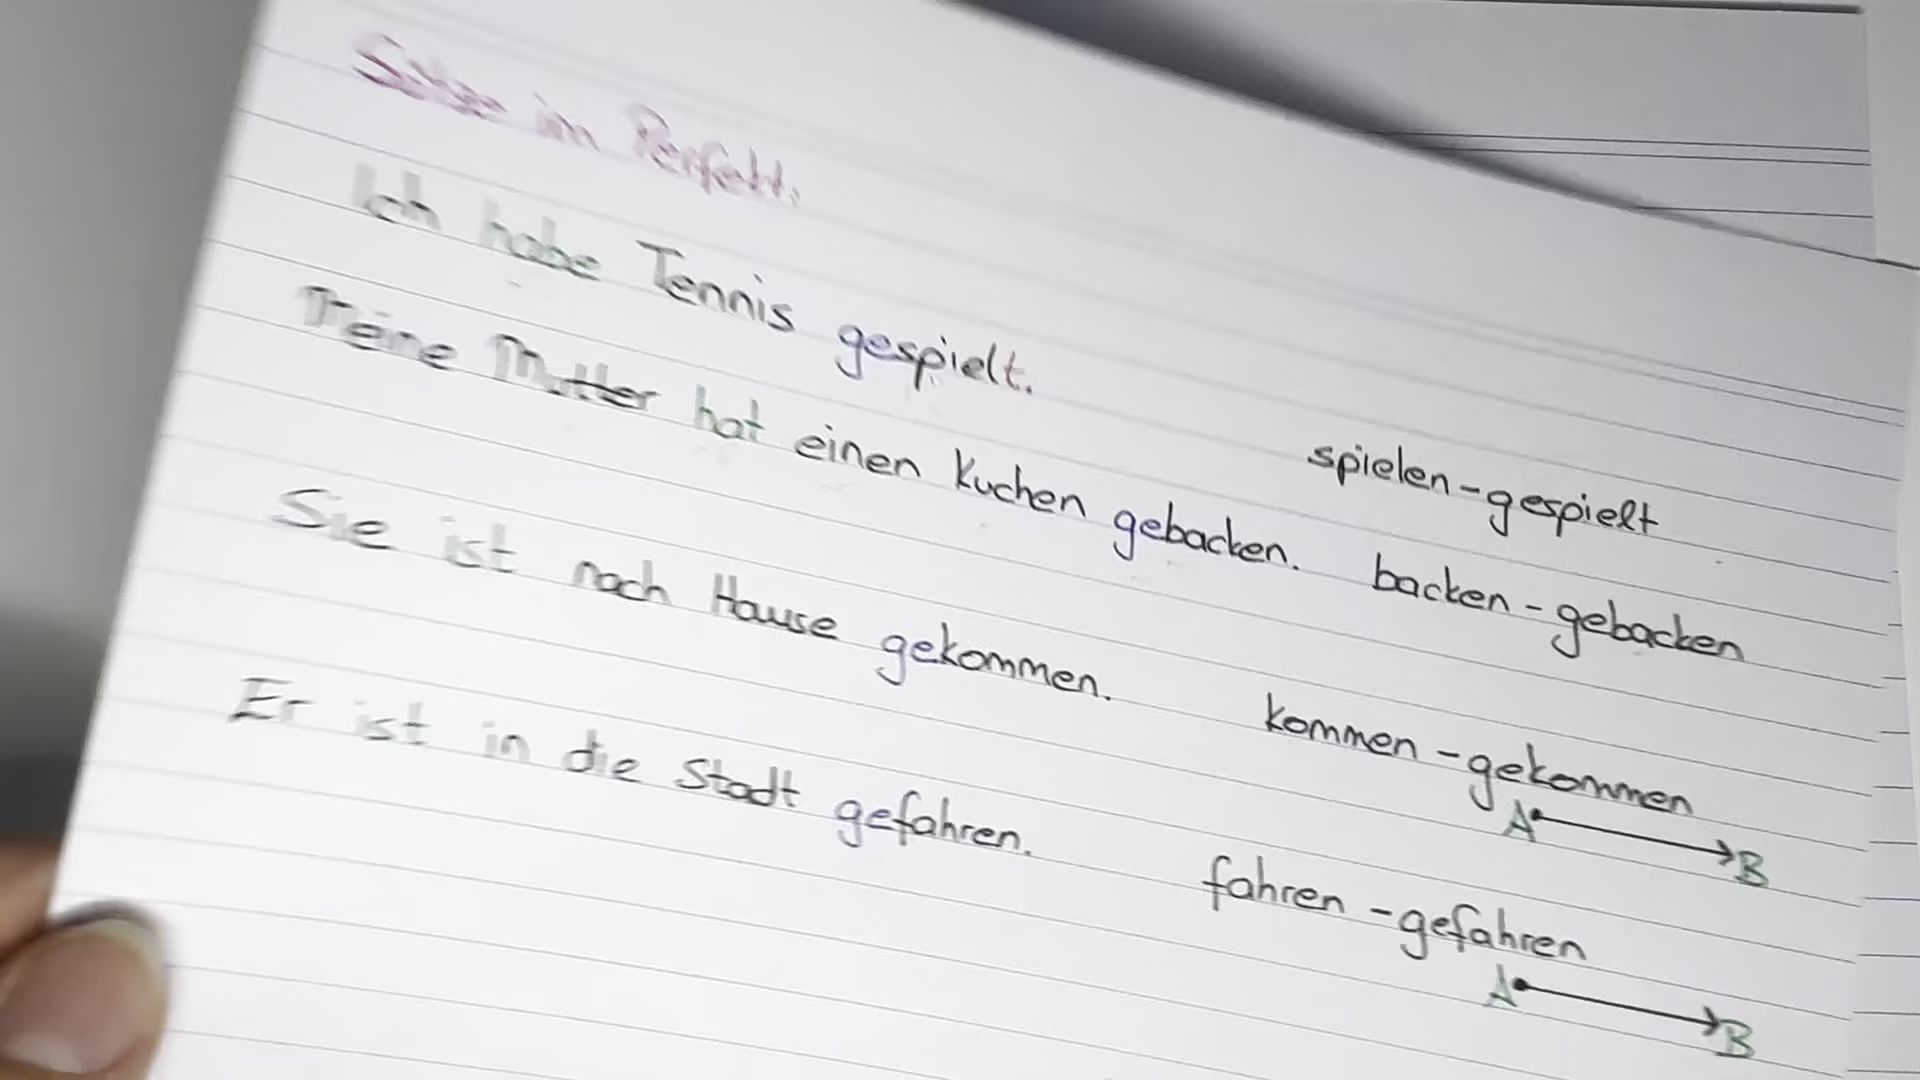 Sätze im Perfekt.
Ich habe Tennis gespielt.
spielen-gespielt
Meine Mutter hat einen Kuchen gebacken.
backen-gebacken
Sie ist nach Hause gekommen.
kommen-gekommen
A B
Er ist in die Stadt gefahren.
fahren-gefahren
A B